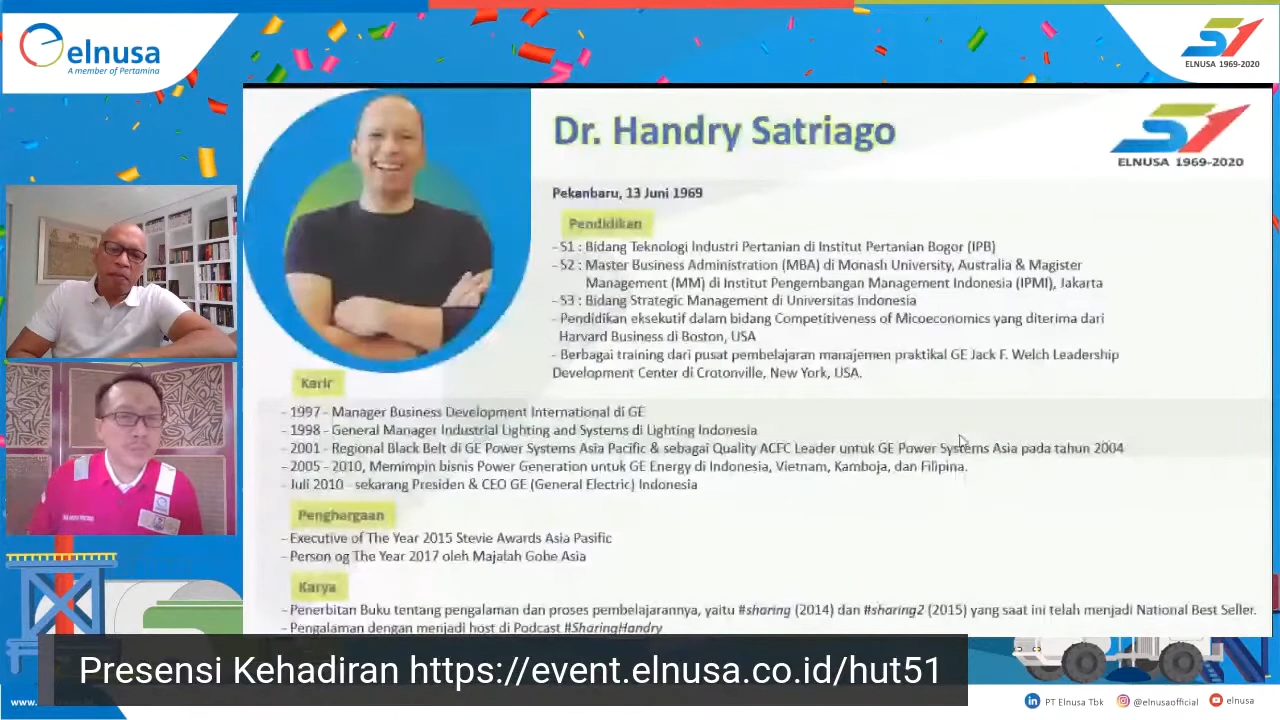 elnusa
A member of Pertamina
51
ELNUSA 1969-2020
Dr. Handry Satriago
51
ELNUSA 1969-2020
Pekanbaru, 13 Juni 1969
Pendidikan
- S1 : Bidang Teknologi Industri Pertanian di Institut Pertanian Bogor (IPB)
- S2 : Master Business Administration (MBA) di Monash University, Australia & Magister
Management (MM) di Institut Pengembangan Management Indonesia (IPMI), Jakarta
- S3 : Bidang Strategic Management di Universitas Indonesia
- Pendidikan eksekutif dalam bidang Competitiveness of Micoeconomics yang diterima dari
Harvard Business di Boston, USA
- Berbagai training dari pusat pembelajaran manajemen praktikal GE Jack F. Welch Leadership
Development Center di Crotonville, New York, USA.
Karir
- 1997 - Manager Business Development International di GE
- 1998 - General Manager Industrial Lighting and Systems di Lighting Indonesia
- 2001 - Regional Black Belt di GE Power Systems Asia Pacific & sebagai Quality ACFC Leader untuk GE Power Systems Asia pada tahun 2004
- 2005 - 2010, Memimpin bisnis Power Generation untuk GE Energy di Indonesia, Vietnam, Kamboja, dan Filipina.
- Juli 2010 - sekarang Presiden & CEO GE (General Electric) Indonesia
Penghargaan
- Executive of The Year 2015 Stevie Awards Asia Pasific
- Person og The Year 2017 oleh Majalah Gobe Asia
Karya
- Penerbitan Buku tentang pengalaman dan proses pembelajarannya, yaitu #sharing (2014) dan #sharing2 (2015) yang saat ini telah menjadi National Best Seller.
- Pengalaman dengan menjadi host di Podcast #SharingHandry
Presensi Kehadiran https://event.elnusa.co.id/hut51
www.
PT Elnusa Tbk
@elnusaofficial
elnusa